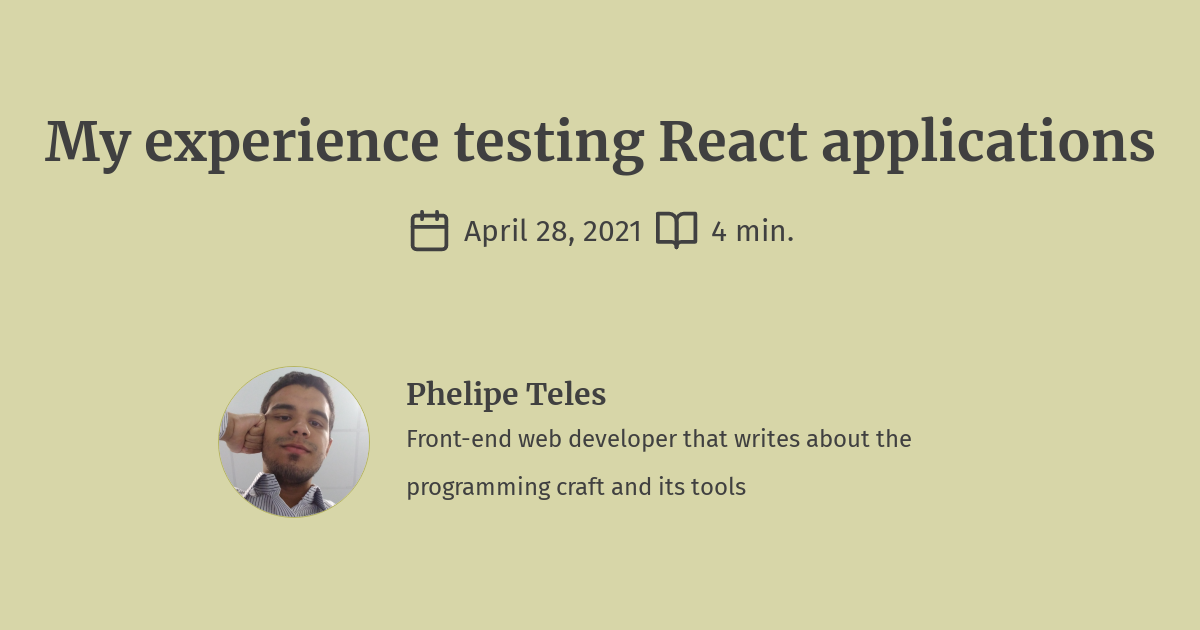 My experience testing React applications
April 28, 2021 4 min.
Phelipe Teles
Front-end web developer that writes about the
programming craft and its tools